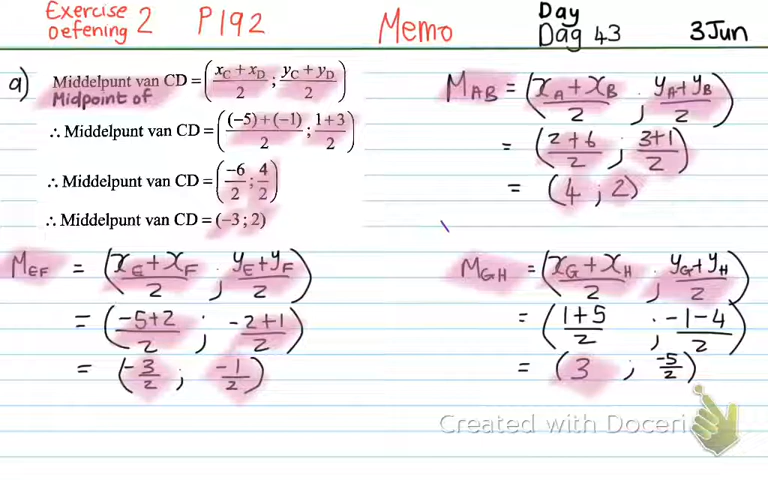 Exercise
Oefening 2 P192 Memo Day
Dag 43 3Jun
a) Middelpunt van CD = ((x_C + x_D)/2 ; (y_C + y_D)/2)
Midpoint of
∴ Middelpunt van CD = (((−5)+(−1))/2 ; (1+3)/2)
∴ Middelpunt van CD = (−6/2 ; 4/2)
∴ Middelpunt van CD = (−3 ; 2)
M_AB = ((x_A + x_B)/2 ; (y_A + y_B)/2)
= ((2+6)/2 ; (3+1)/2)
= (4 ; 2)
M_EF = ((x_E + x_F)/2 ; (y_E + y_F)/2)
= ((-5+2)/2 ; (-2+1)/2)
= (-3/2 ; -1/2)
M_GH = ((x_G + x_H)/2 ; (y_G + y_H)/2)
= ((1+5)/2 ; (-1-4)/2)
= (3 ; -5/2)
Created with Doceri